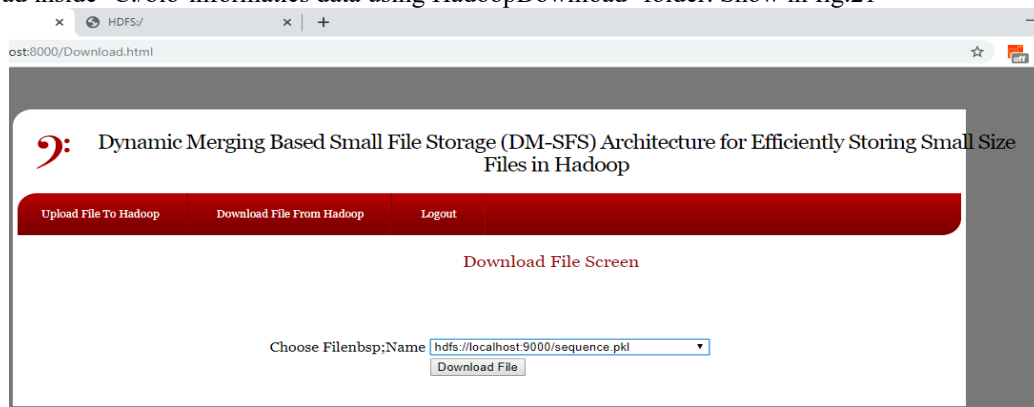 HDFS:/
ost:8000/Download.html
off
Dynamic Merging Based Small File Storage (DM-SFS) Architecture for Efficiently Storing Small Size
Files in Hadoop
Upload File To Hadoop Download File From Hadoop Logout
Download File Screen
Choose Filenbsp;Name hdfs://localhost:9000/sequence.pkl
Download File